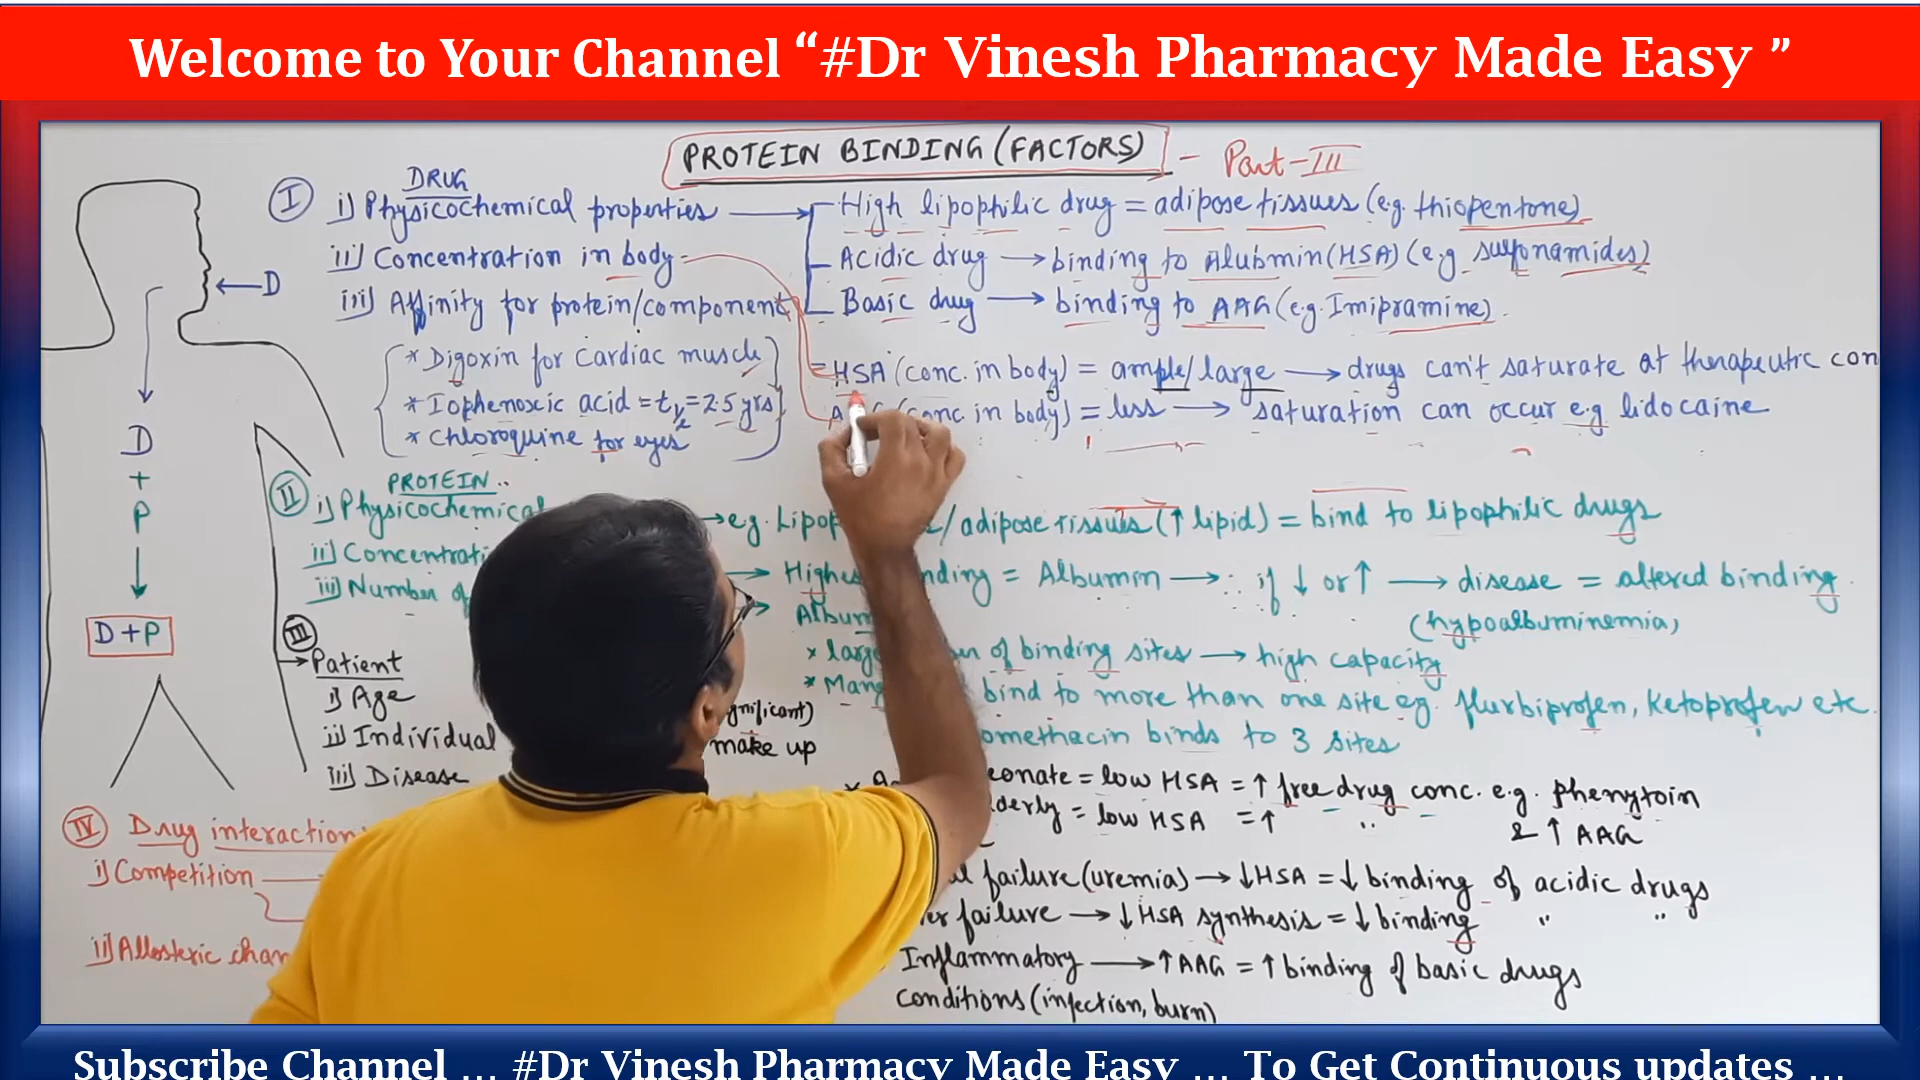 Welcome to Your Channel “#Dr Vinesh Pharmacy Made Easy ”
PROTEIN BINDING (FACTORS) - Part-III
I DRUG
i) Physicochemical properties
ii) Concentration in body
iii) Affinity for protein/component
* Digoxin for cardiac muscle
* Iophenoxic acid = t½ = 2.5 yrs
* Chloroquine for eyes
High lipophilic drug = adipose tissues (e.g. thiopentone)
Acidic drug → binding to Alubmin (HSA) (e.g sulfonamides)
Basic drug → binding to AAG (e.g. Imipramine)
= HSA (conc. in body) = ample/large → drugs can't saturate at therapeutic con
(conc in body) = less → saturation can occur e.g lidocaine
← D
D
+
P
↓
D+P
II PROTEIN
i) Physicochemical
ii)
iii) Number of
→ e.g. /adipose tissues (↑ lipid) = bind to lipophilic drugs
→ = Albumin → ∴ if ↓ or ↑ → disease = altered binding
(hypoalbuminemia)
* of binding sites → high capacity
* bind to more than one site eg. flurbiprofen, ketoprofen etc.
binds to 3 sites
III
Patient
i) Age
ii) Individual
make up
iii) Disease
= low HSA = ↑ free drug conc. e.g. phenytoin
= low HSA = ↑ ,, & ↑ AAG
failure (uremia) → ↓HSA = ↓ binding of acidic drugs
failure → ↓HSA synthesis = ↓ binding " "
Inflammatory → ↑AAG = ↑ binding of basic drugs
conditions (infection, burn)
IV Drug interaction
i) Competition
ii) Allosteric
Subscribe Channel ... #Dr Vinesh Pharmacy Made Easy ... To Get Continuous updates ...